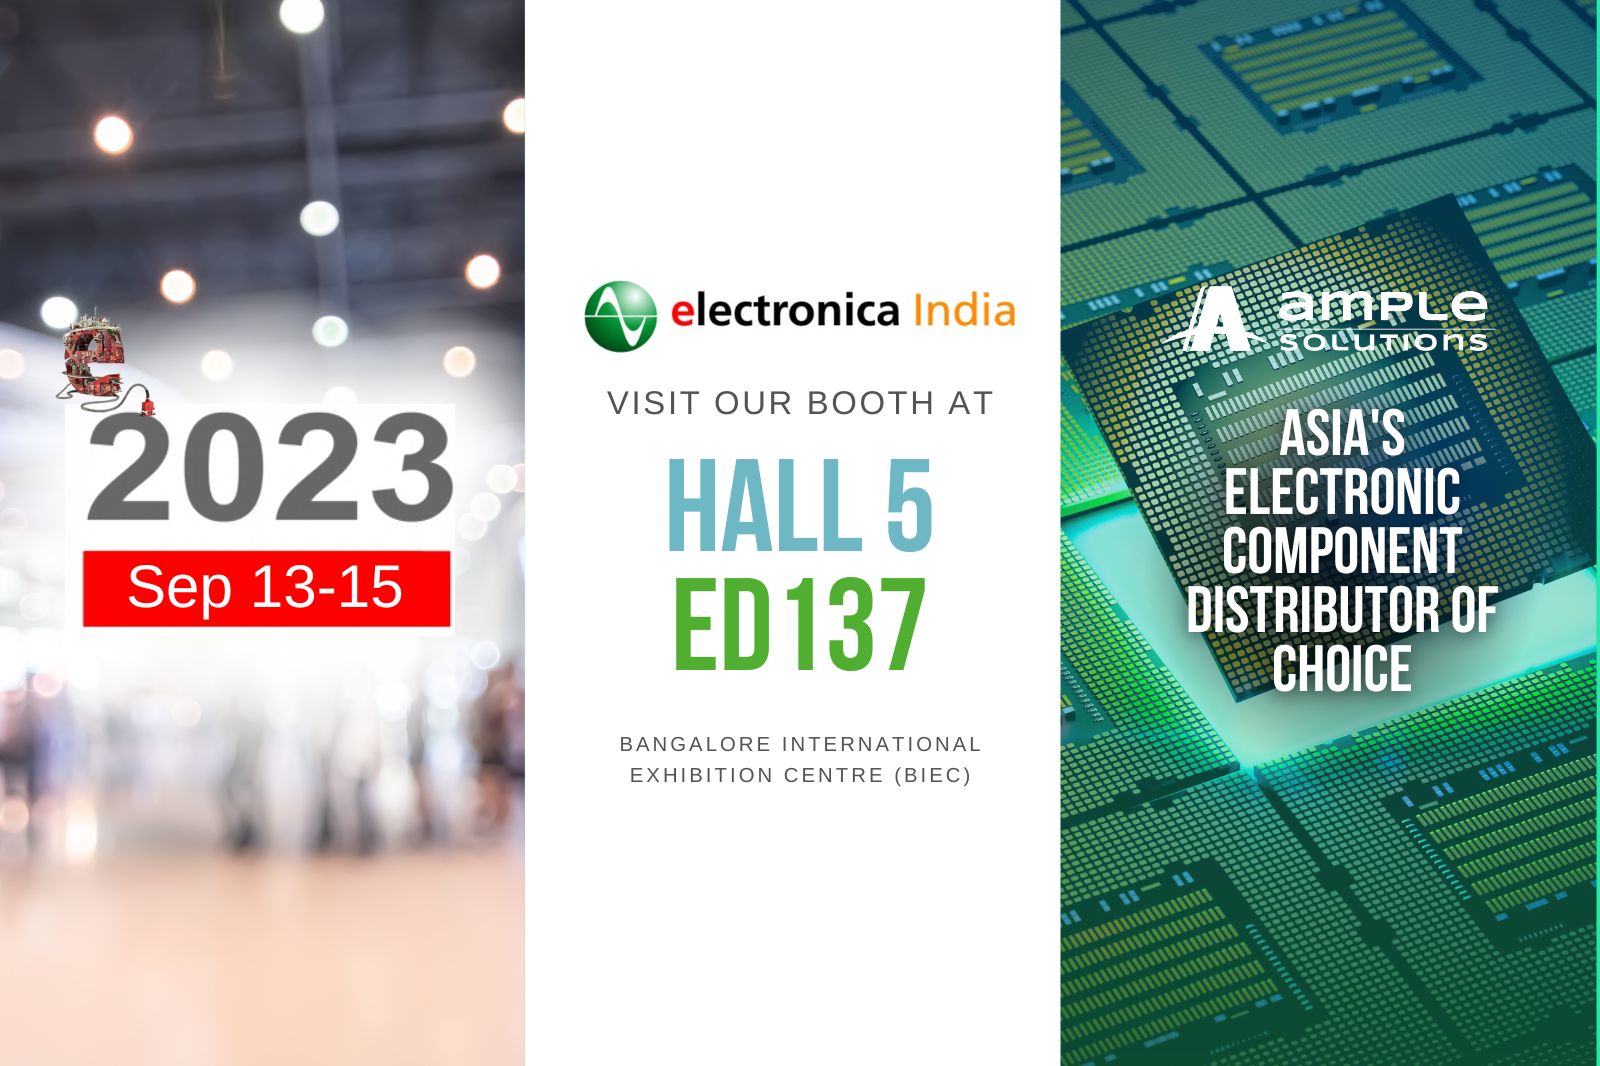 2023
Sep 13-15
electronica India
VISIT OUR BOOTH AT
HALL 5
ED137
BANGALORE INTERNATIONAL
EXHIBITION CENTRE (BIEC)
AMPLE
SOLUTIONS
ASIA'S
ELECTRONIC
COMPONENT
DISTRIBUTOR OF
CHOICE